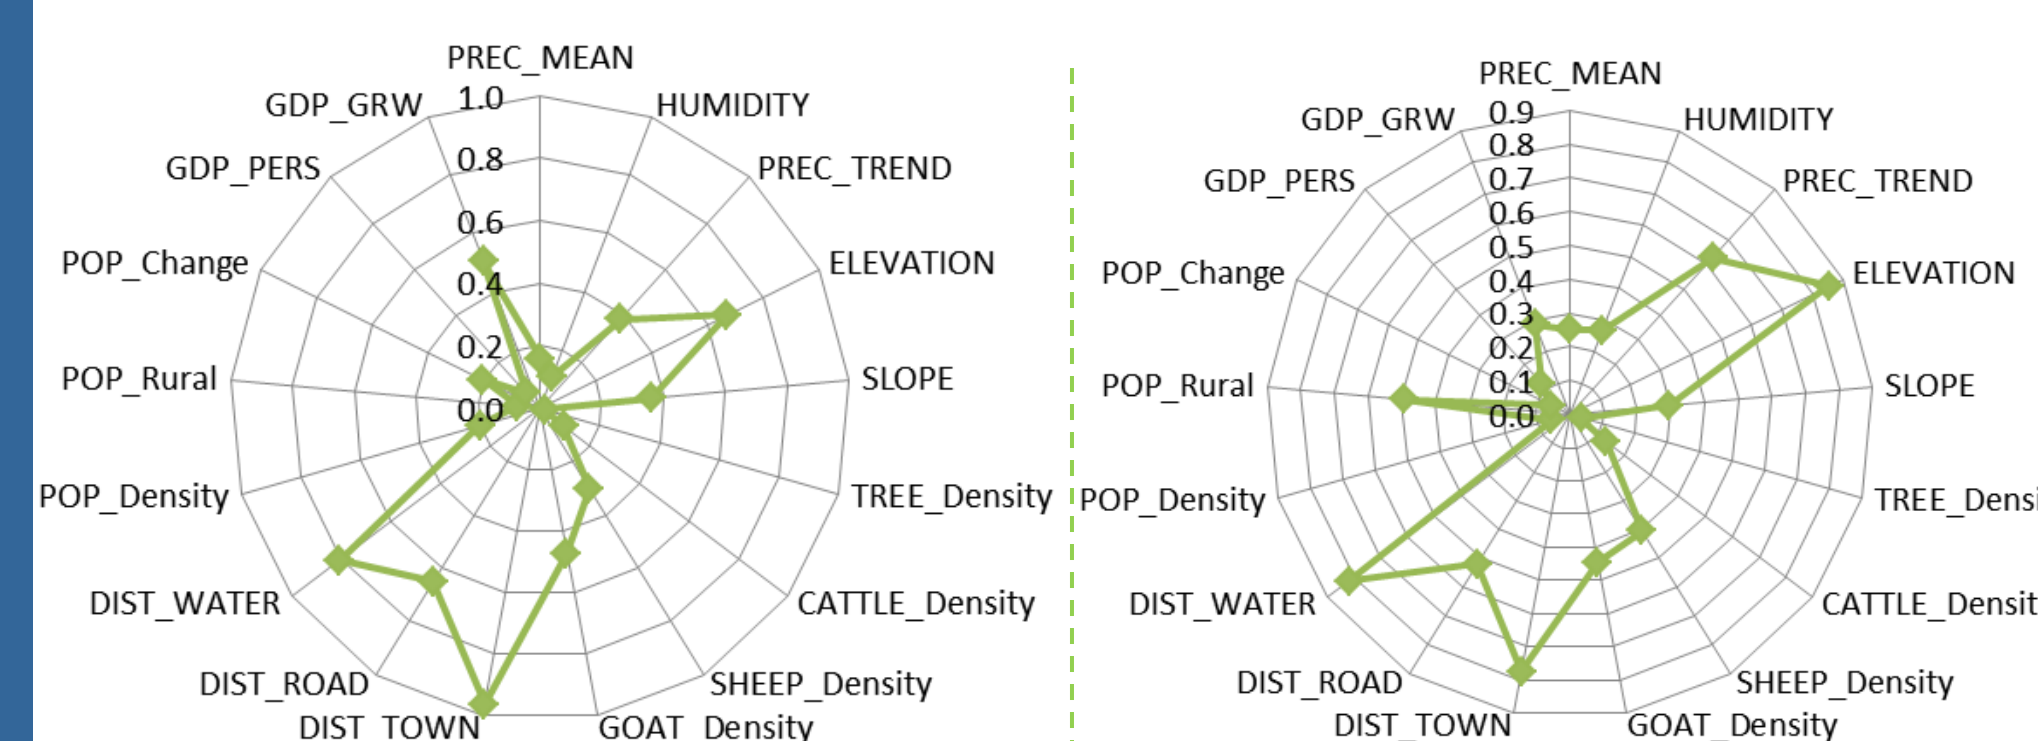 PREC_MEAN
HUMIDITY
PREC_TREND
ELEVATION
SLOPE
TREE_Density
CATTLE_Density
SHEEP_Density
GOAT_Density
DIST_TOWN
DIST_ROAD
DIST_WATER
POP_Density
POP_Rural
POP_Change
GDP_PERS
GDP_GRW
1.0
0.8
0.6
0.4
0.2
0.0
PREC_MEAN
HUMIDITY
PREC_TREND
ELEVATION
SLOPE
TREE_Densi
CATTLE_Densit
SHEEP_Density
GOAT_Density
DIST_TOWN
DIST_ROAD
DIST_WATER
POP_Density
POP_Rural
POP_Change
GDP_PERS
GDP_GRW
0.9
0.8
0.7
0.6
0.5
0.4
0.3
0.2
0.1
0.0